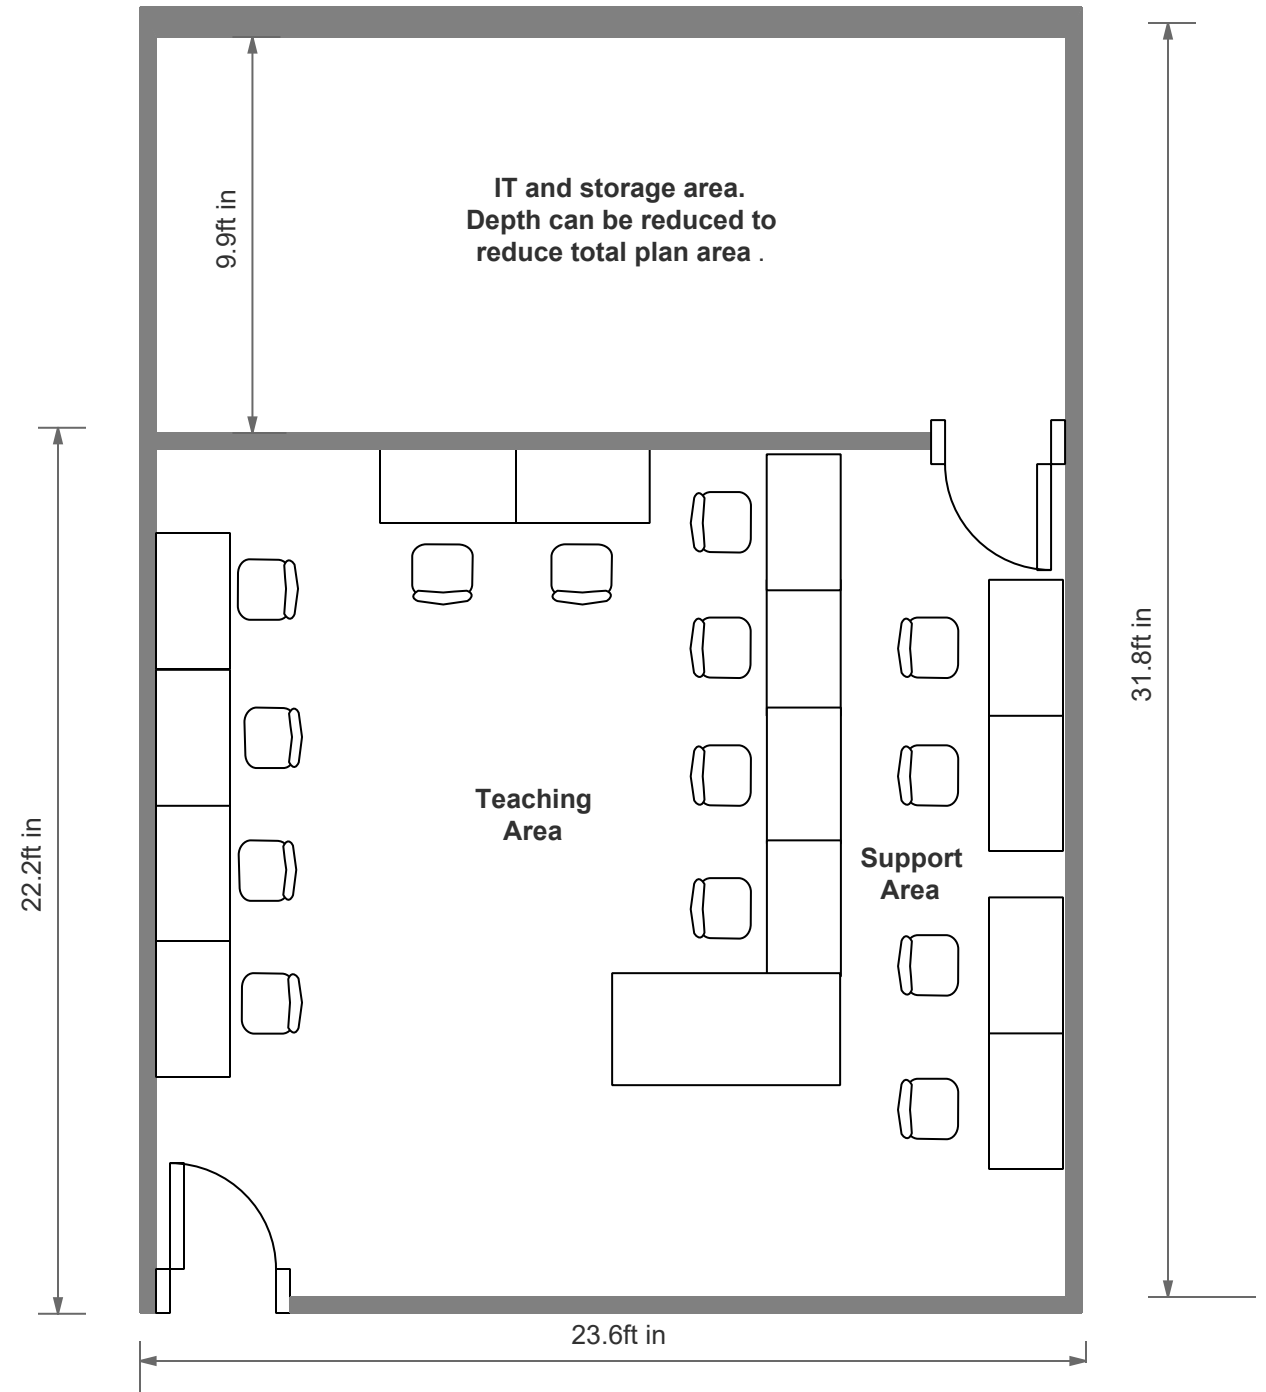 IT and storage area.
Depth can be reduced to
reduce total plan area .
9.9ft in
31.8ft in
Teaching
Area
Support
Area
22.2ft in
23.6ft in